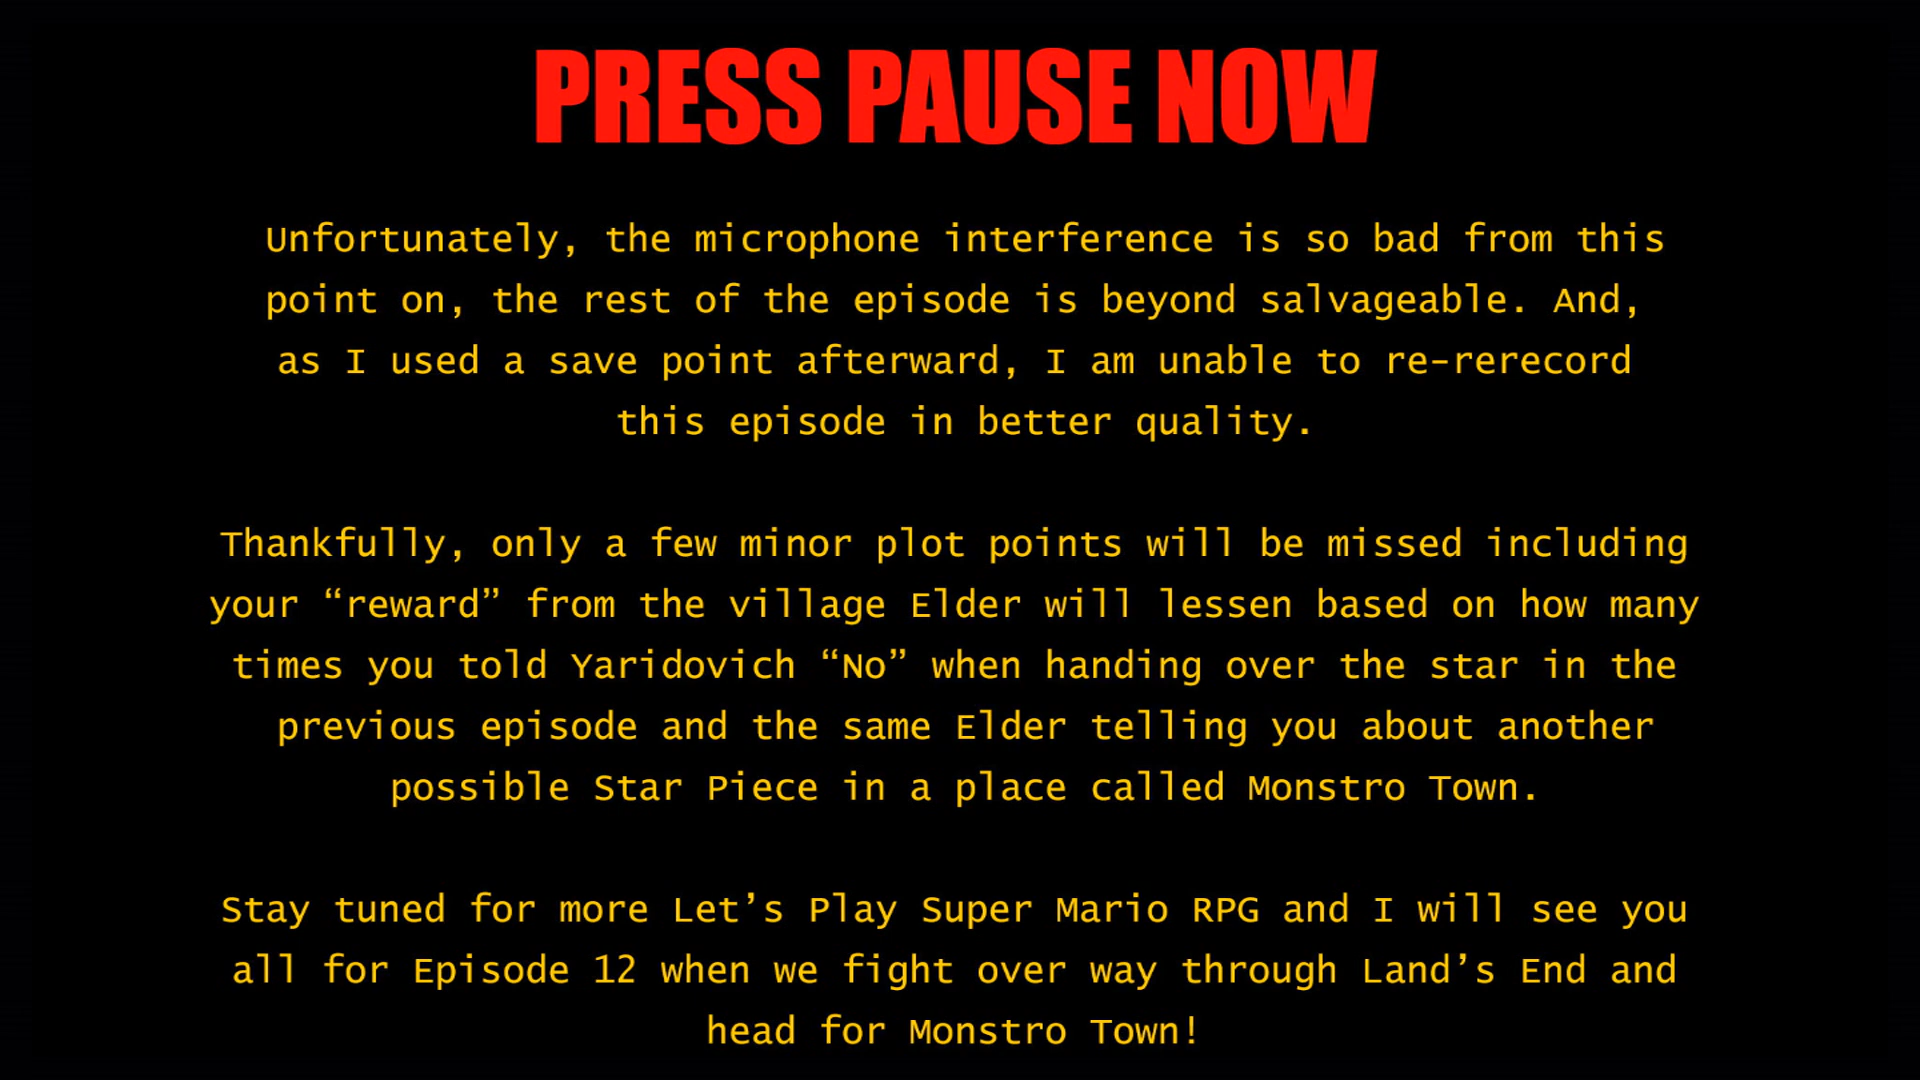 PRESS PAUSE NOW
Unfortunately, the microphone interference is so bad from this
point on, the rest of the episode is beyond salvageable. And,
as I used a save point afterward, I am unable to re-rerecord
this episode in better quality.
Thankfully, only a few minor plot points will be missed including
your “reward” from the village Elder will lessen based on how many
times you told Yaridovich “No” when handing over the star in the
previous episode and the same Elder telling you about another
possible Star Piece in a place called Monstro Town.
Stay tuned for more Let’s Play Super Mario RPG and I will see you
all for Episode 12 when we fight over way through Land’s End and
head for Monstro Town!